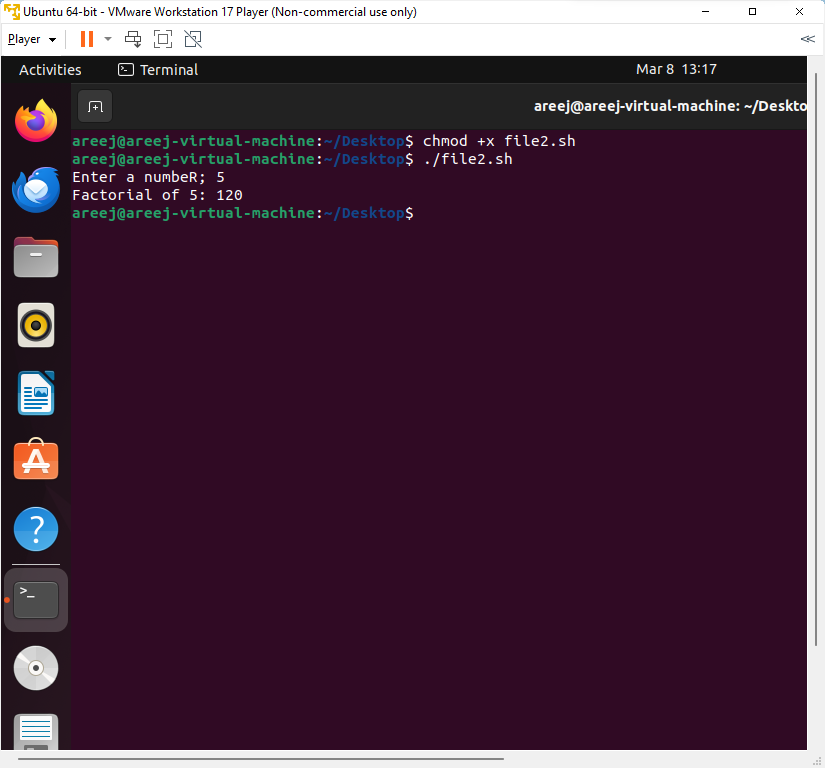 Ubuntu 64-bit - VMware Workstation 17 Player (Non-commercial use only)
Player
Activities
Terminal
Mar 8 13:17
areej@areej-virtual-machine: ~/Deskto
areej@areej-virtual-machine:~/Desktop$ chmod +x file2.sh
areej@areej-virtual-machine:~/Desktop$ ./file2.sh
Enter a numbeR; 5
Factorial of 5: 120
areej@areej-virtual-machine:~/Desktop$